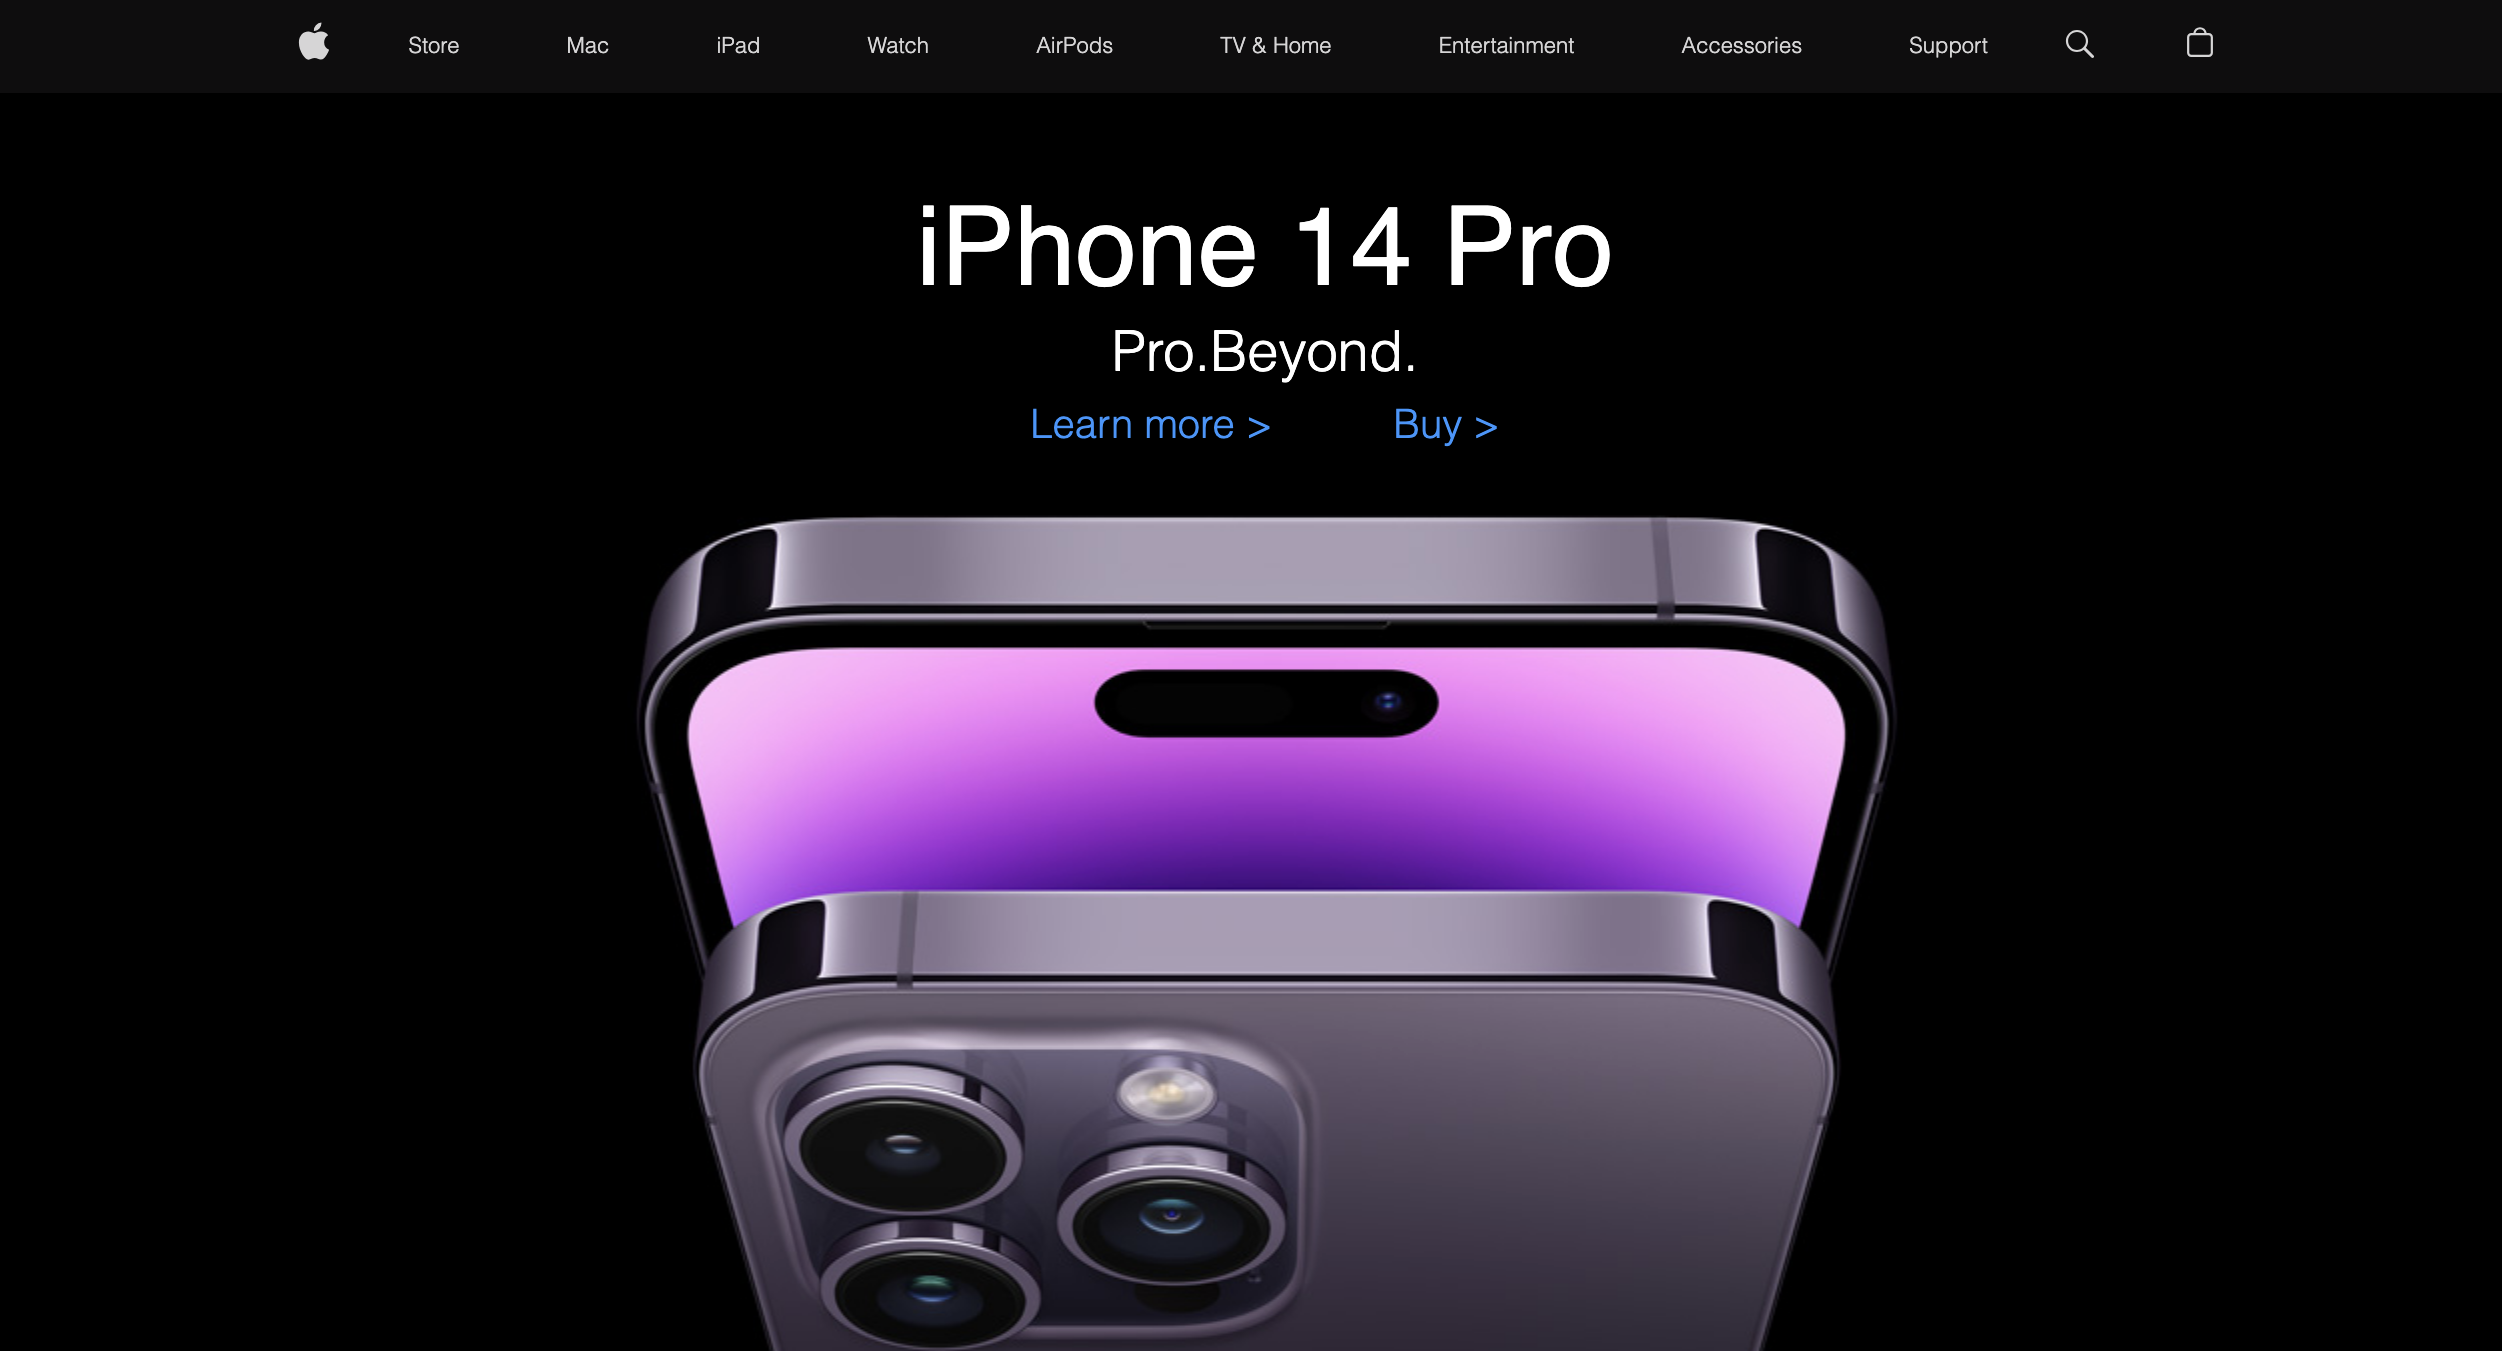 Store Mac iPad Watch AirPods TV & Home Entertainment Accessories Support
iPhone 14 Pro
Pro.Beyond.
Learn more > Buy >